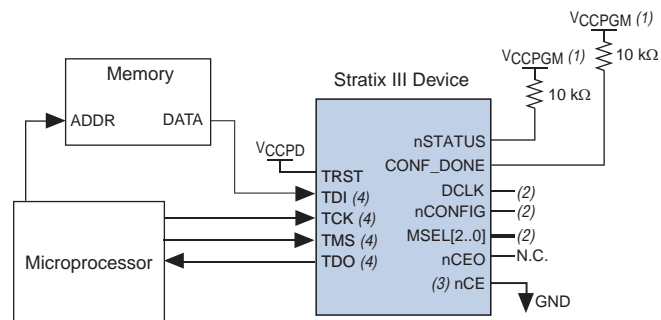 VCCPGM (1)
VCCPGM (1)
10 kΩ
10 kΩ
Memory
ADDR
DATA
Stratix III Device
VCCPD
TRST
TDI (4)
TCK (4)
TMS (4)
TDO (4)
nSTATUS
CONF_DONE
DCLK (2)
nCONFIG (2)
MSEL[2..0] (2)
nCEO N.C.
(3) nCE
GND
Microprocessor